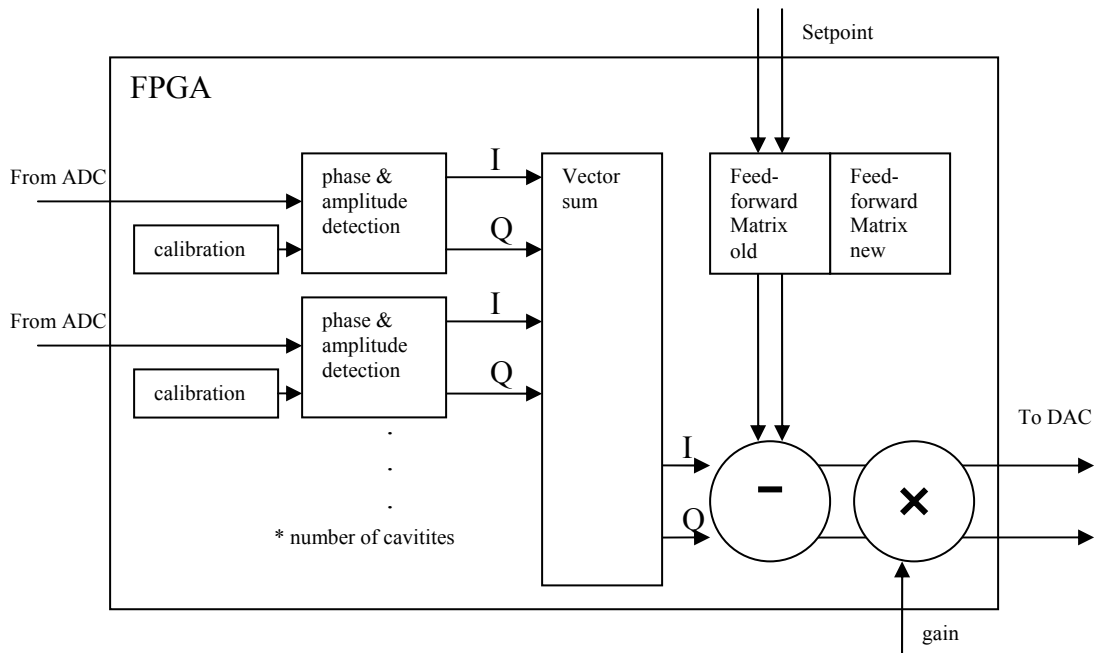 Setpoint
FPGA
From ADC
phase &
amplitude
detection
I
Q
calibration
Vector
sum
Feed-
forward
Matrix
old
Feed-
forward
Matrix
new
From ADC
phase &
amplitude
detection
I
Q
calibration
.
.
.
* number of cavitites
I
Q
-
×
To DAC
gain